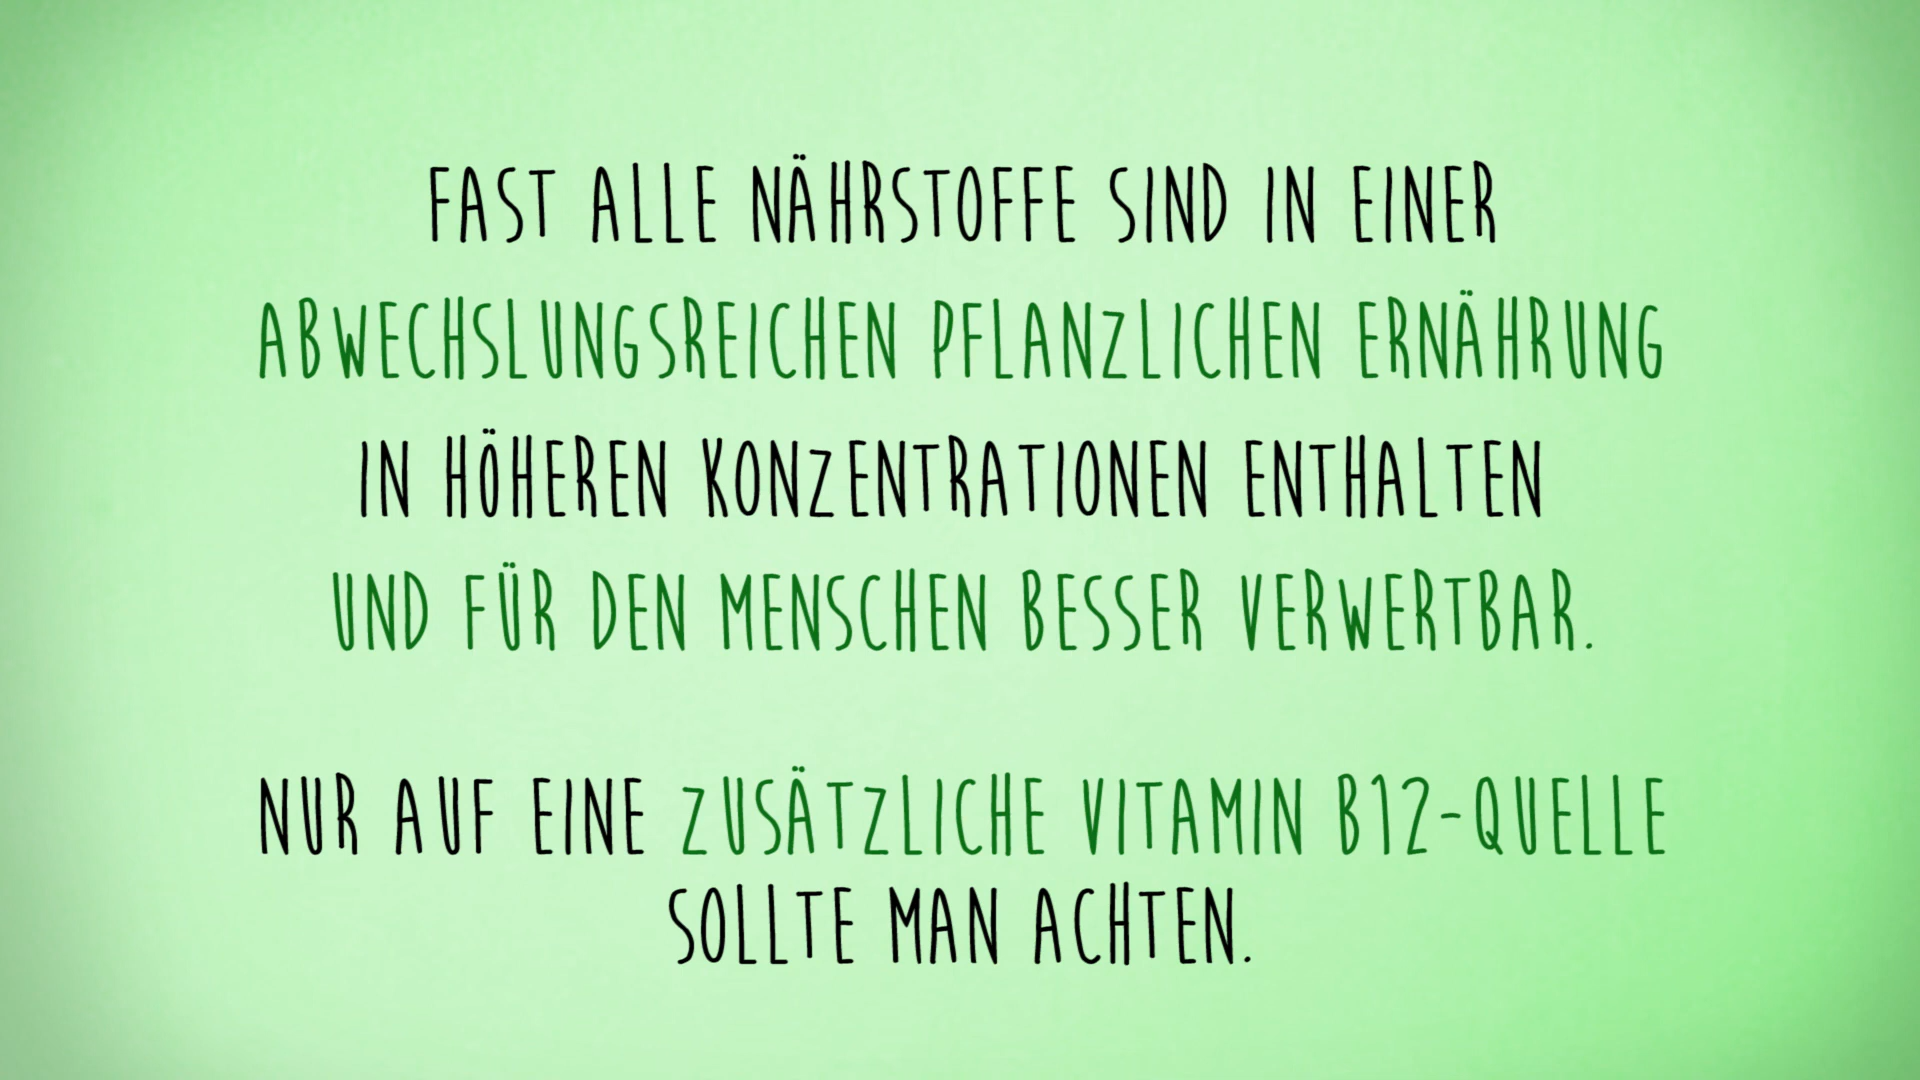 FAST ALLE NÄHRSTOFFE SIND IN EINER
ABWECHSLUNGSREICHEN PFLANZLICHEN ERNÄHRUNG
IN HÖHEREN KONZENTRATIONEN ENTHALTEN
UND FÜR DEN MENSCHEN BESSER VERWERTBAR.
NUR AUF EINE ZUSÄTZLICHE VITAMIN B12-QUELLE
SOLLTE MAN ACHTEN.